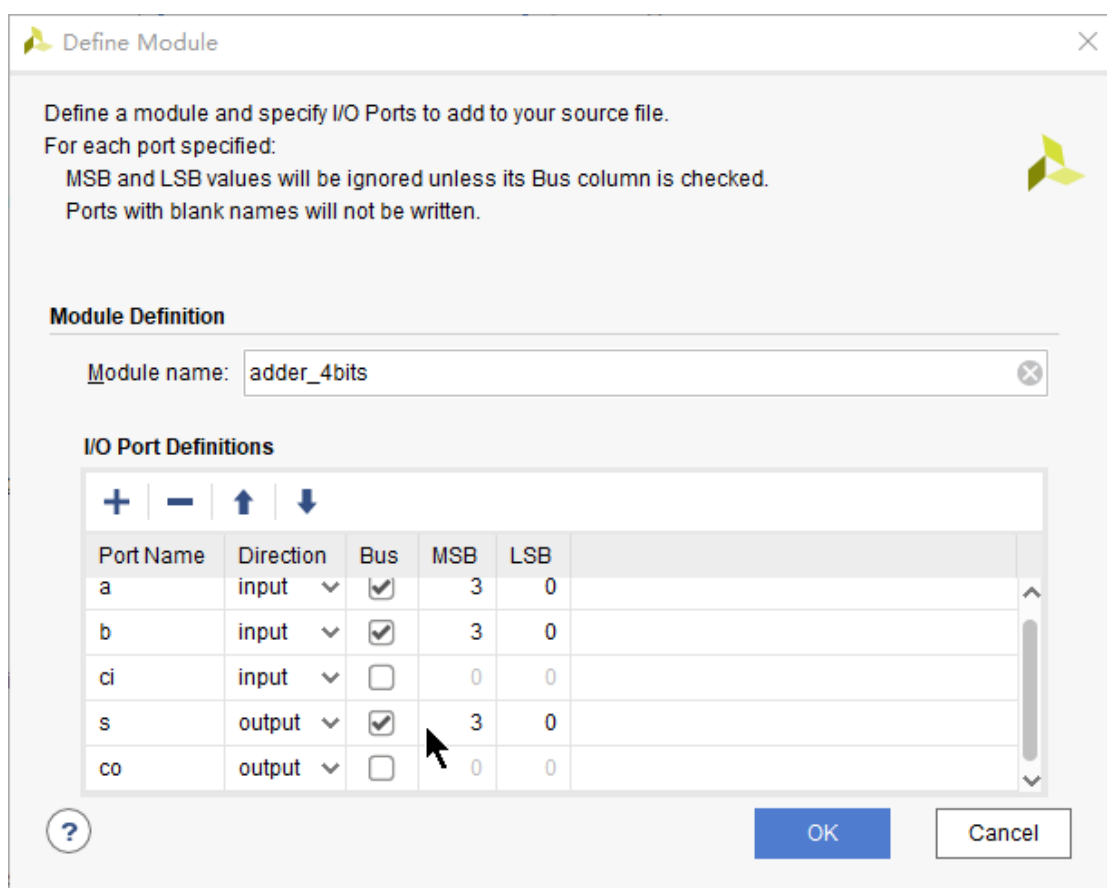 Define Module
Define a module and specify I/O Ports to add to your source file.
For each port specified:
MSB and LSB values will be ignored unless its Bus column is checked.
Ports with blank names will not be written.
Module Definition
Module name: adder_4bits
I/O Port Definitions
Port Name Direction Bus MSB LSB
a input 3 0
b input 3 0
ci input 0 0
s output 3 0
co output 0 0
?
OK Cancel